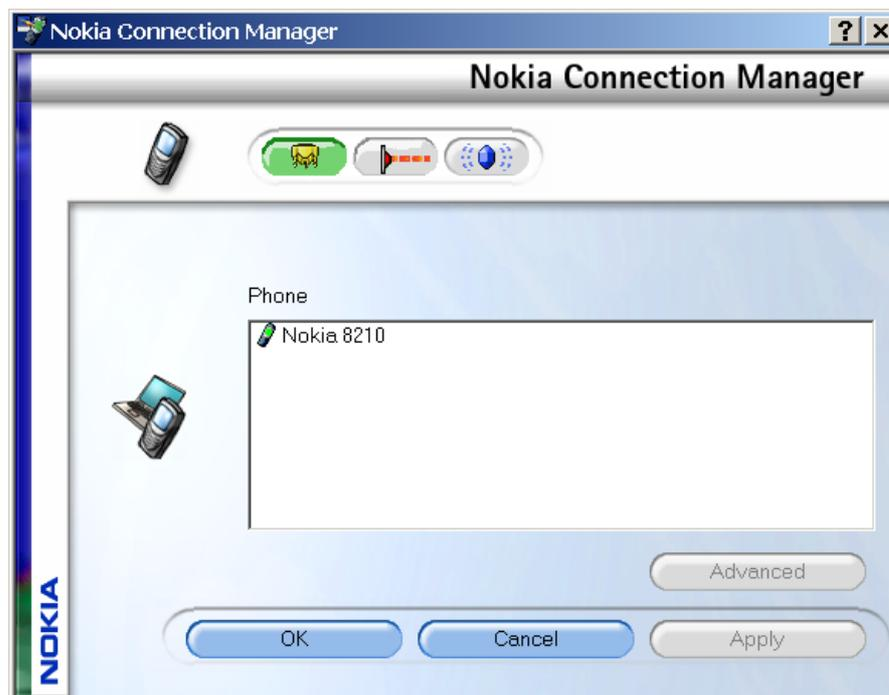 Nokia Connection Manager
Nokia Connection Manager
Phone
Nokia 8210
Advanced
OK
Cancel
Apply
NOKIA